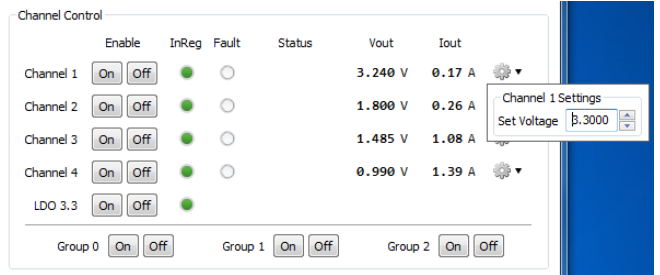 Channel Control
Enable InReg Fault Status Vout Iout
Channel 1 On Off 3.240 V 0.17 A
Channel 2 On Off 1.800 V 0.26 A
Channel 1 Settings
Set Voltage 3.3000
Channel 3 On Off 1.485 V 1.08 A
Channel 4 On Off 0.990 V 1.39 A
LDO 3.3 On Off
Group 0 On Off Group 1 On Off Group 2 On Off